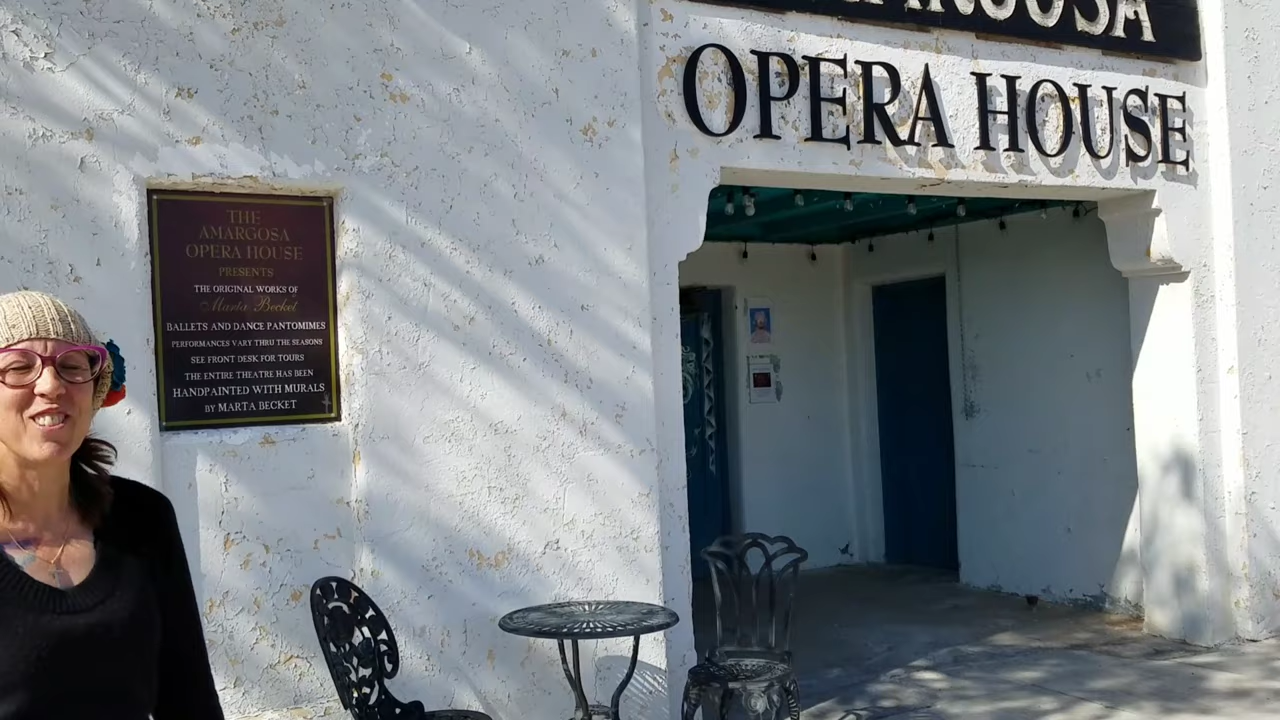 AMARGOSA
OPERA HOUSE
THE
AMARGOSA
OPERA HOUSE
PRESENTS
THE ORIGINAL WORKS OF
Marta Becket
BALLETS AND DANCE PANTOMIMES
PERFORMANCES VARY THRU THE SEASONS
SEE FRONT DESK FOR TOURS
THE ENTIRE THEATRE HAS BEEN
HANDPAINTED WITH MURALS
BY MARTA BECKET